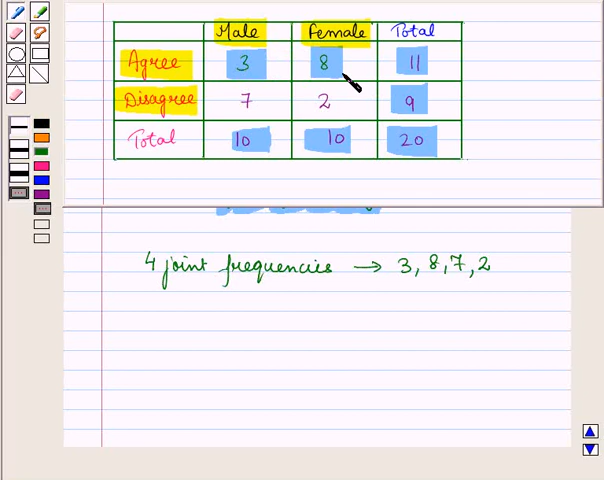 Male Female Total
Agree 3 8 11
Disagree 7 2 9
Total 10 10 20
4 joint frequencies → 3, 8, 7, 2